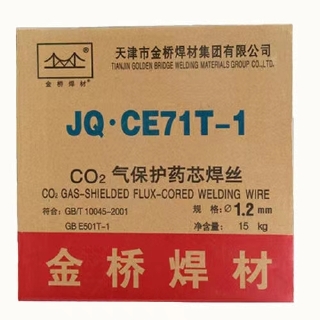 天津市金桥焊材集团有限公司
TIANJIN GOLDEN BRIDGE WELDING MATERIALS GROUP CO.,LTD.
金桥焊材
JQ·CE71T-1
CO₂ 气保护药芯焊丝
CO₂ GAS-SHIELDED FLUX-CORED WELDING WIRE
符合: GB/T 10045-2001 规 格: ∅ 1.2 mm
GB E501T-1 净含量: 15 kg
金桥焊材